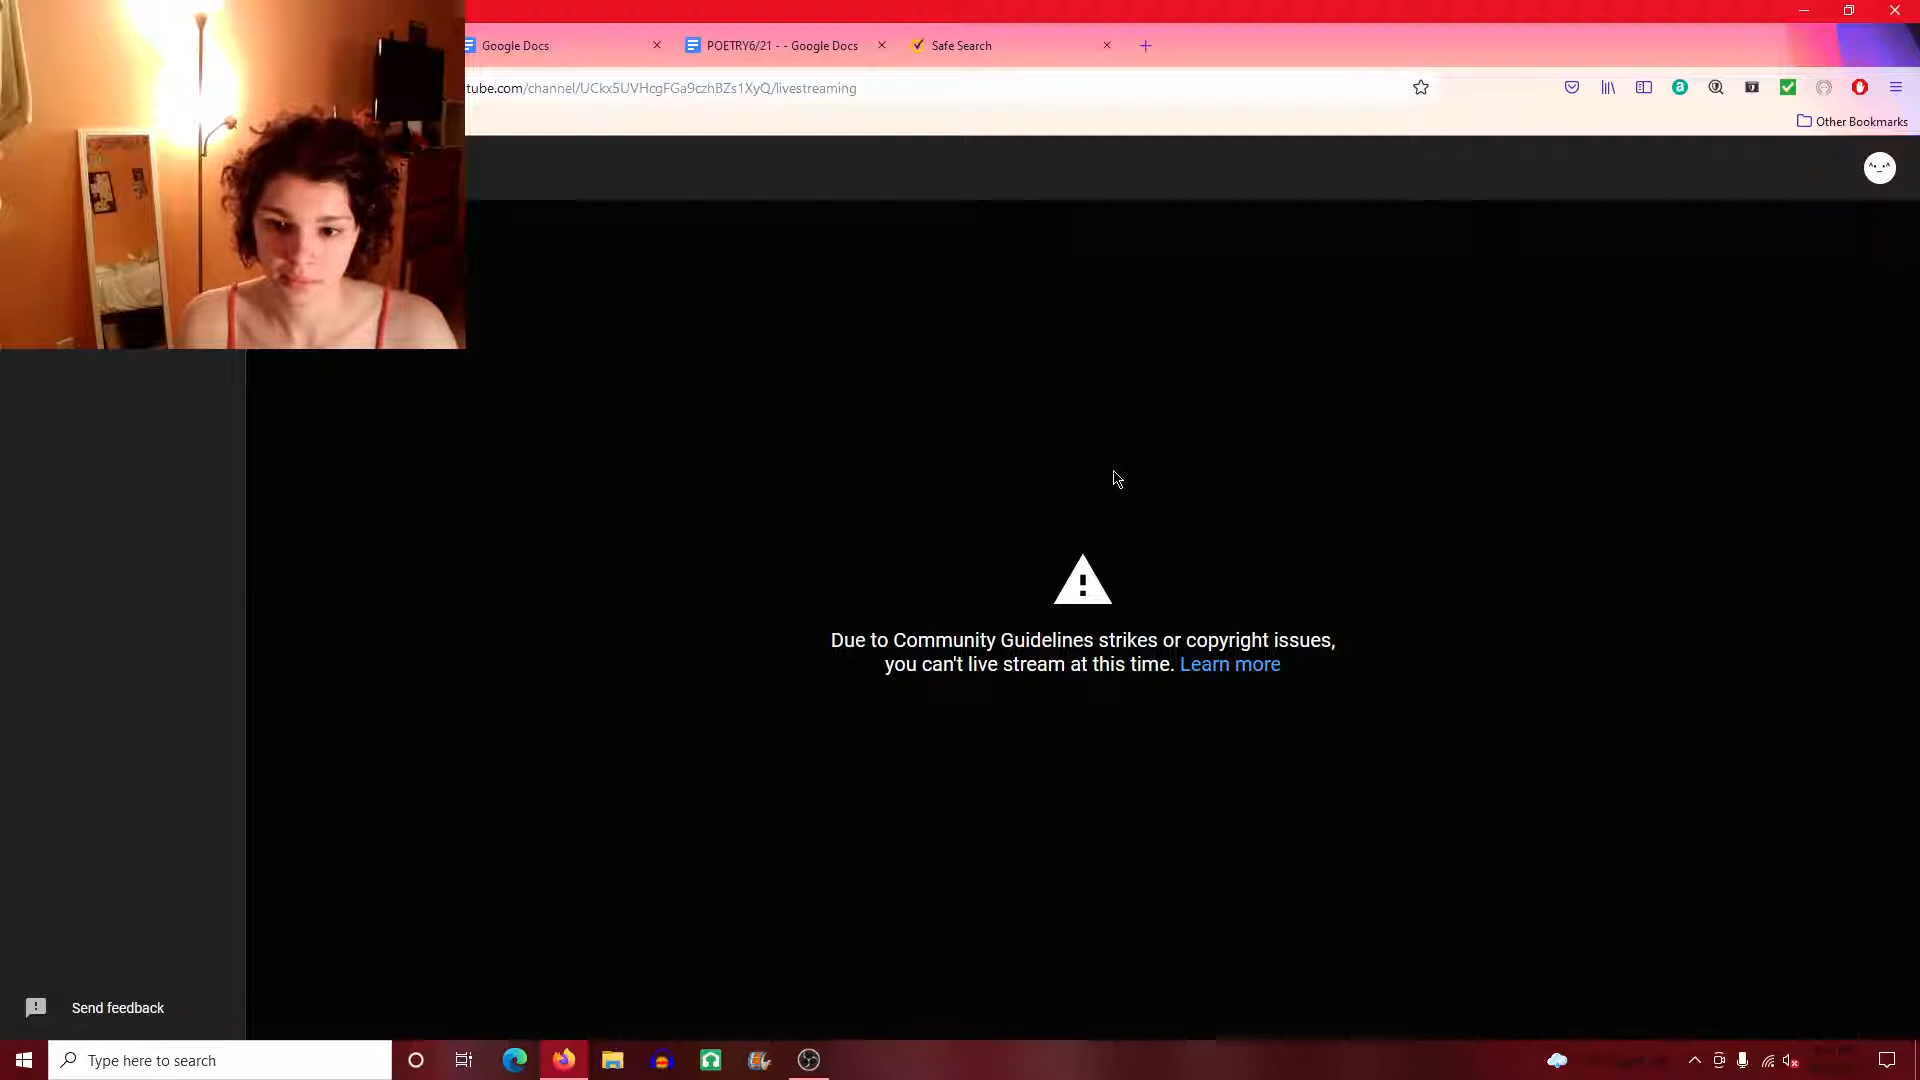 Google Docs
POETRY6/21 - - Google Docs
Safe Search
tube.com/channel/UCkx5UVHcgFGa9czhBZs1XyQ/livestreaming
Other Bookmarks
Due to Community Guidelines strikes or copyright issues,
you can't live stream at this time. Learn more
Send feedback
Type here to search